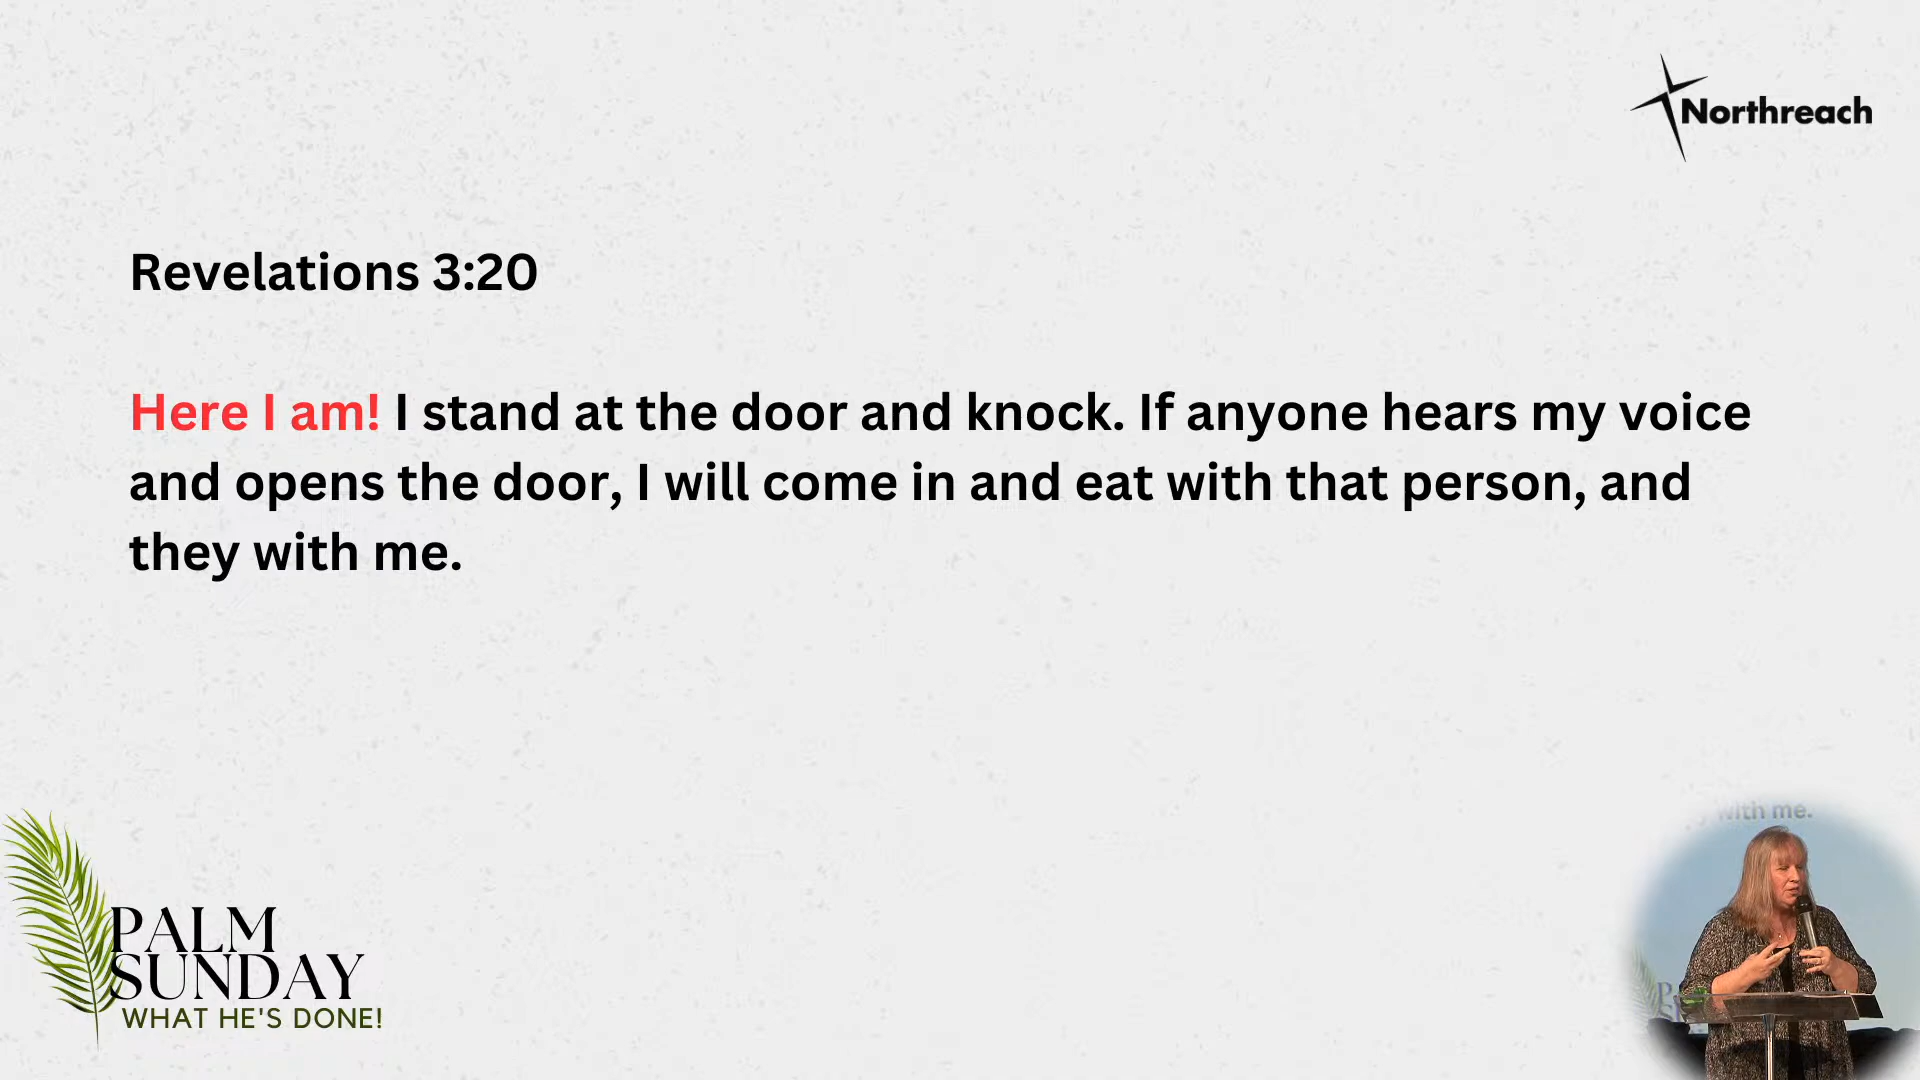 Northreach
Revelations 3:20
Here I am! I stand at the door and knock. If anyone hears my voice
and opens the door, I will come in and eat with that person, and
they with me.
PALM
SUNDAY
WHAT HE'S DONE!
with me.